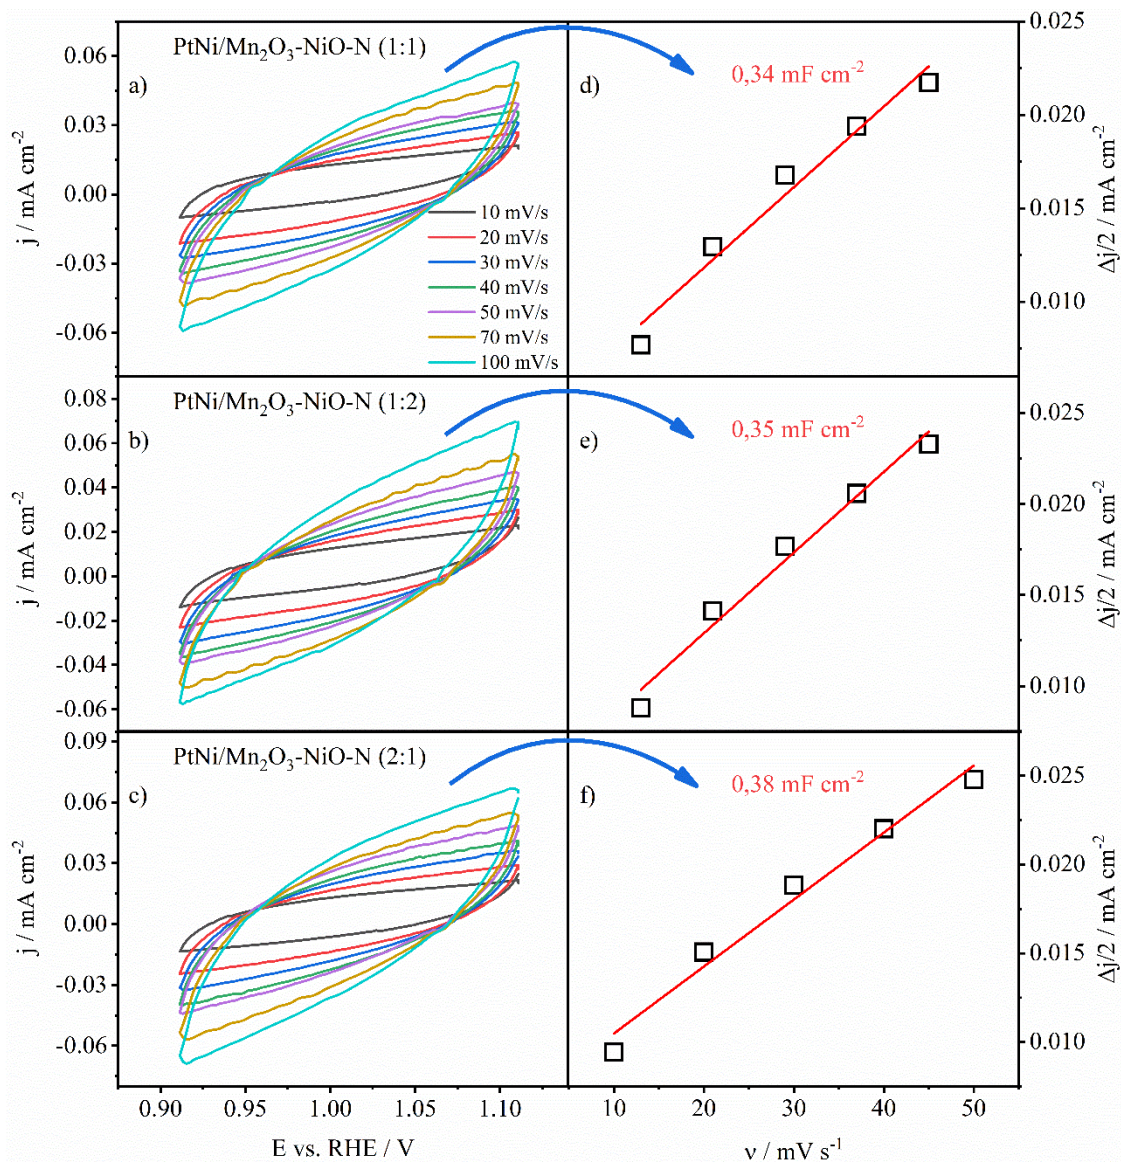 PtNi/Mn₂O₃-NiO-N (1:1)
a)
0.06
0.03
0.00
-0.03
-0.06
j / mA cm⁻²
10 mV/s
20 mV/s
30 mV/s
40 mV/s
50 mV/s
70 mV/s
100 mV/s
d)
0,34 mF cm⁻²
0.025
0.020
0.015
0.010
Δj/2 / mA cm⁻²
PtNi/Mn₂O₃-NiO-N (1:2)
b)
0.08
0.06
0.04
0.02
0.00
-0.02
-0.04
-0.06
j / mA cm⁻²
e)
0,35 mF cm⁻²
0.020
0.015
0.010
Δj/2 / mA cm⁻²
PtNi/Mn₂O₃-NiO-N (2:1)
c)
0.09
0.06
0.03
0.00
-0.03
-0.06
j / mA cm⁻²
f)
0,38 mF cm⁻²
0.025
0.020
0.015
0.010
Δj/2 / mA cm⁻²
0.90 0.95 1.00 1.05 1.10
E vs. RHE / V
10 20 30 40 50
ν / mV s⁻¹